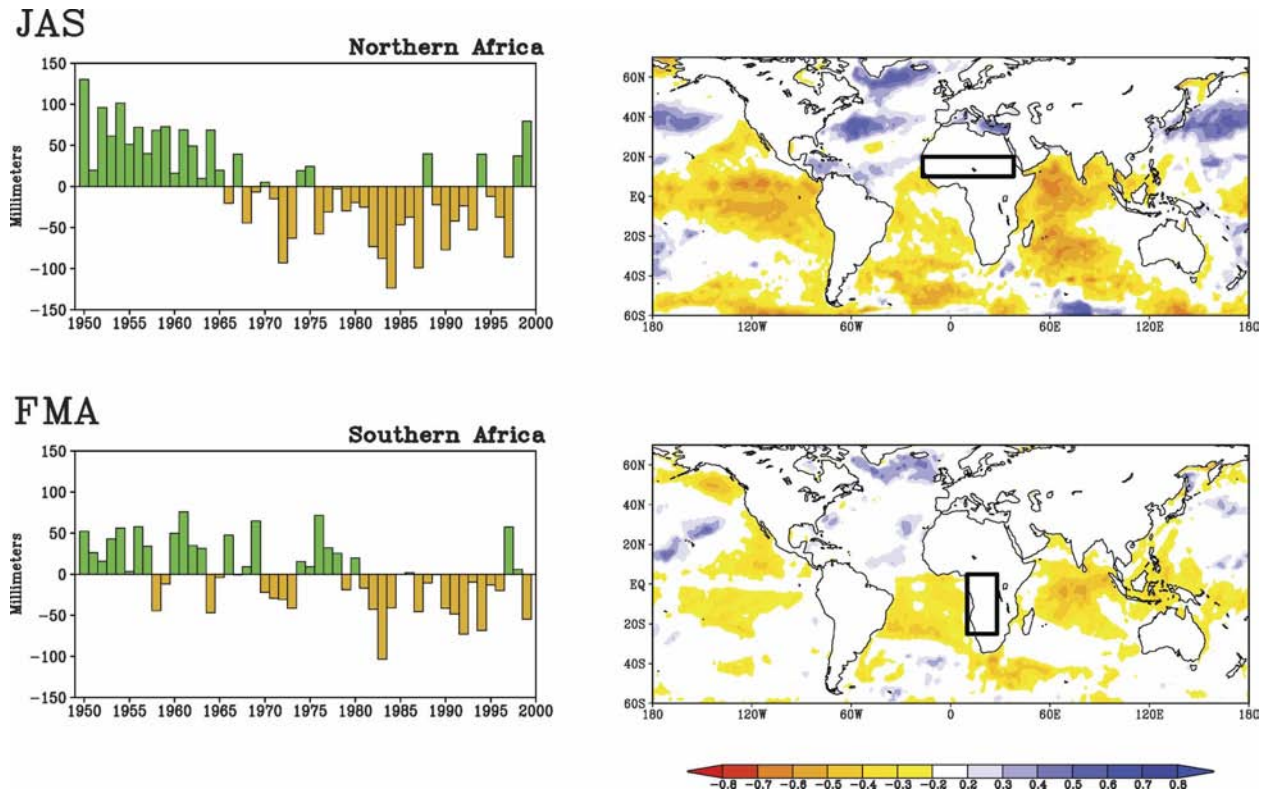 JAS
Northern Africa
Millimeters
150
100
50
0
−50
−100
−150
1950 1955 1960 1965 1970 1975 1980 1985 1990 1995 2000
60N
40N
20N
EQ
20S
40S
60S
180 120W 60W 0 60E 120E 180
FMA
Southern Africa
Millimeters
150
100
50
0
−50
−100
−150
1950 1955 1960 1965 1970 1975 1980 1985 1990 1995 2000
60N
40N
20N
EQ
20S
40S
60S
180 120W 60W 0 60E 120E 180
−0.8 −0.7 −0.6 −0.5 −0.4 −0.3 −0.2 0.2 0.3 0.4 0.5 0.6 0.7 0.8